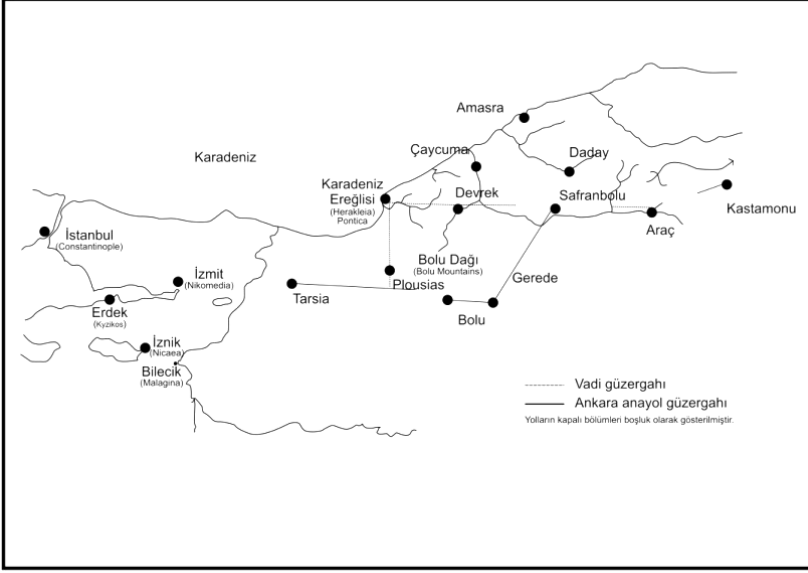 Amasra
Karadeniz
Çaycuma
Daday
Karadeniz
Ereğlisi
(Herakleia)
Pontica
Devrek
Safranbolu
Kastamonu
Araç
İstanbul
(Constantinople)
Bolu Dağı
(Bolu Mountains)
İzmit
(Nikomedia)
Gerede
Plousias
Tarsia
Erdek
(Kyzikos)
Bolu
İznik
(Nicaea)
Bilecik
(Malagina)
Vadi güzergahı
Ankara anayol güzergahı
Yolların kapalı bölümleri boşluk olarak gösterilmiştir.